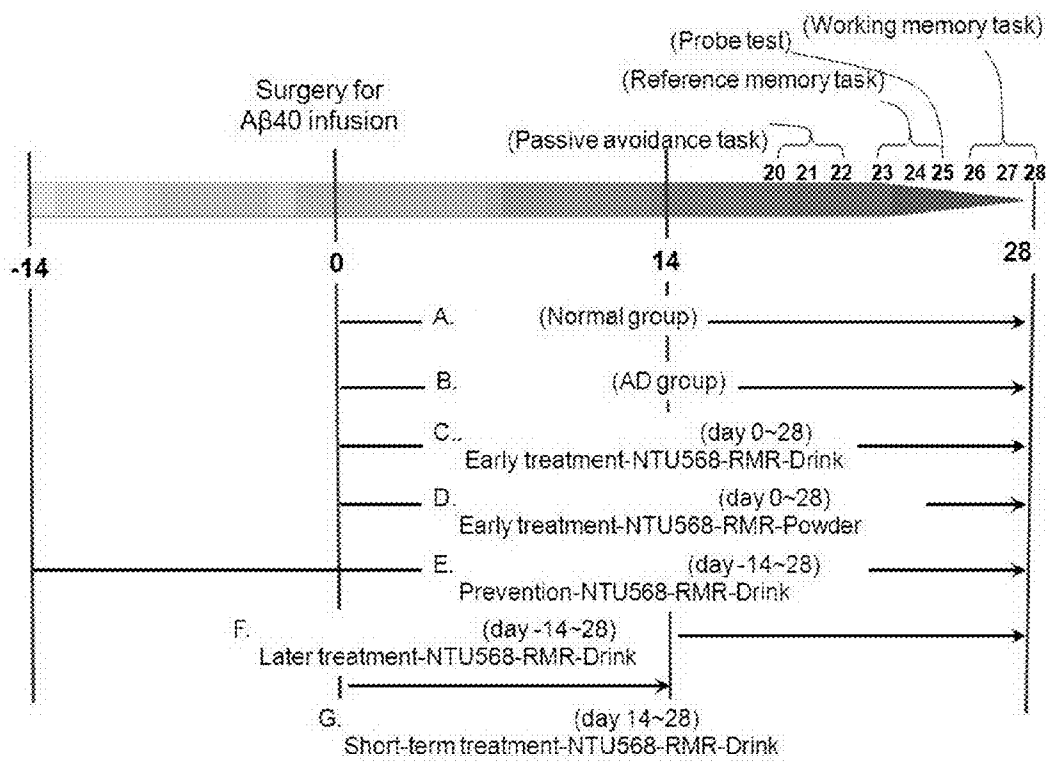 (Working memory task)
(Probe test)
(Reference memory task)
Surgery for
Aβ40 infusion
(Passive avoidance task)
20 21 22 23 24 25 26 27 28
-14 0 14 28
A. (Normal group)
B. (AD group)
C.. (day 0~28)
Early treatment-NTU568-RMR-Drink
D. (day 0~28)
Early treatment-NTU568-RMR-Powder
E. (day -14~28)
Prevention-NTU568-RMR-Drink
F. (day -14~28)
Later treatment-NTU568-RMR-Drink
G. (day 14~28)
Short-term treatment-NTU568-RMR-Drink